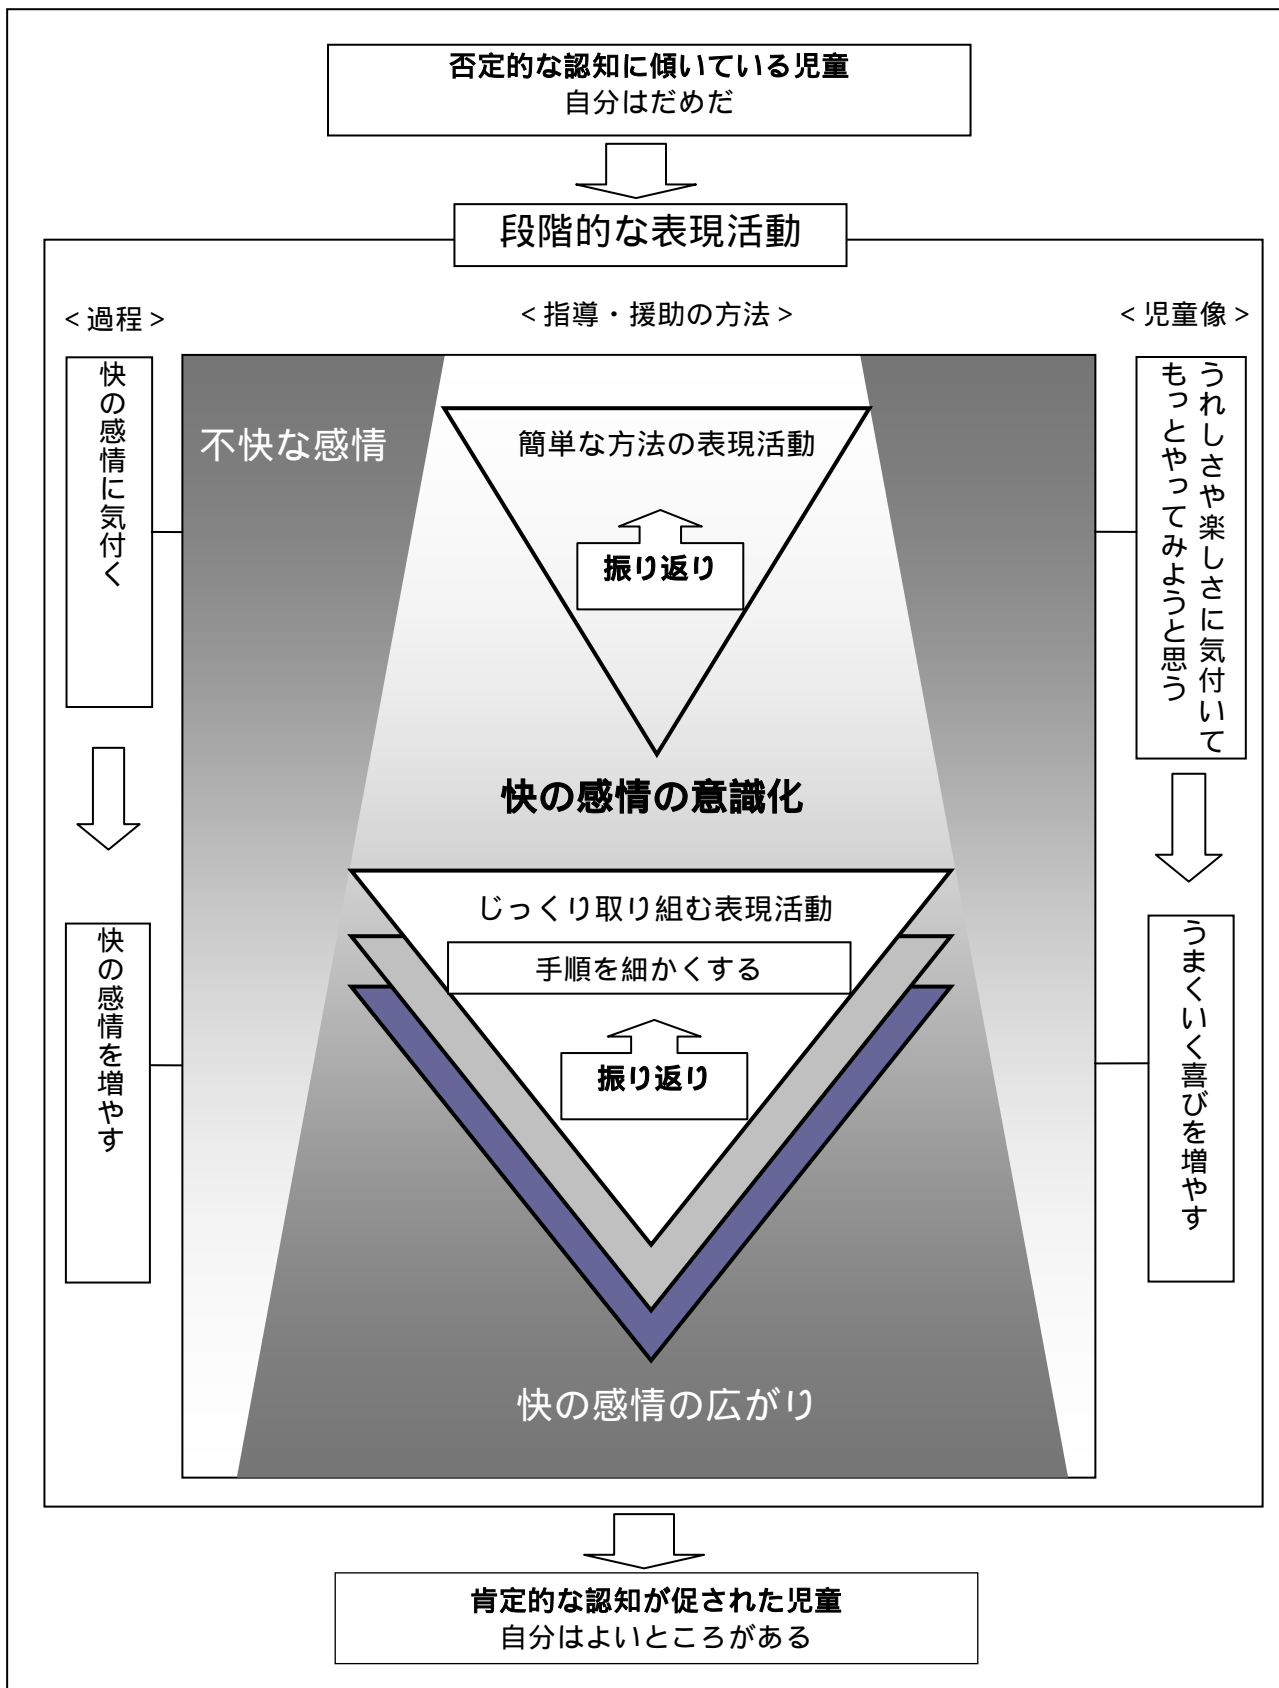 否定的な認知に傾いている児童
自分はだめだ
段階的な表現活動
<過程>
<指導・援助の方法>
<児童像>
快の感情に気付く
不快な感情
簡単な方法の表現活動
振り返り
うれしさや楽しさに気付いて
もっとやってみようと思う
快の感情の意識化
快の感情を増やす
じっくり取り組む表現活動
手順を細かくする
振り返り
うまくいく喜びを増やす
快の感情の広がり
肯定的な認知が促された児童
自分はよいところがある